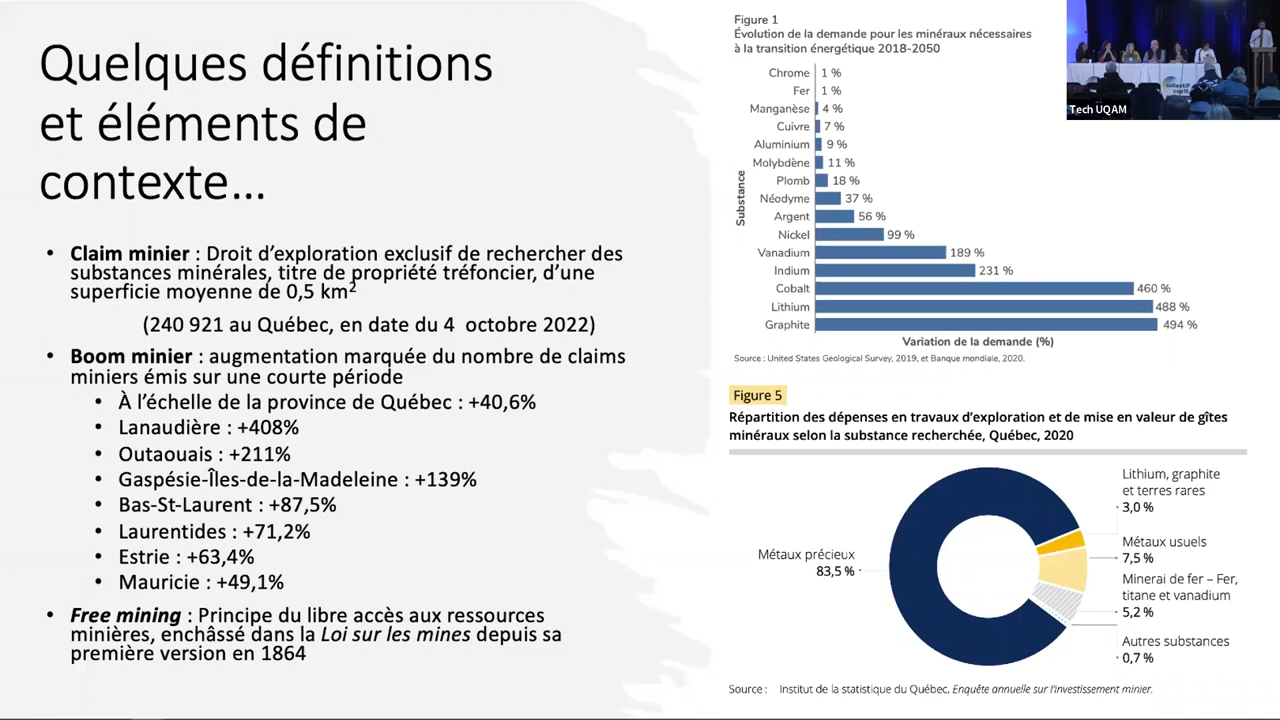 Quelques définitions
et éléments de
contexte...
• Claim minier : Droit d'exploration exclusif de rechercher des
substances minérales, titre de propriété tréfoncier, d'une
superficie moyenne de 0,5 km²
(240 921 au Québec, en date du 4 octobre 2022)
• Boom minier : augmentation marquée du nombre de claims
miniers émis sur une courte période
• À l'échelle de la province de Québec : +40,6%
• Lanaudière : +408%
• Outaouais : +211%
• Gaspésie-Îles-de-la-Madeleine : +139%
• Bas-St-Laurent : +87,5%
• Laurentides : +71,2%
• Estrie : +63,4%
• Mauricie : +49,1%
• Free mining : Principe du libre accès aux ressources
minières, enchâssé dans la Loi sur les mines depuis sa
première version en 1864
Figure 1
Évolution de la demande pour les minéraux nécessaires
à la transition énergétique 2018-2050
Substance
Chrome 1 %
Fer 1 %
Manganèse 4 %
Cuivre 7 %
Aluminium 9 %
Molybdène 11 %
Plomb 18 %
Néodyme 37 %
Argent 56 %
Nickel 99 %
Vanadium 189 %
Indium 231 %
Cobalt 460 %
Lithium 488 %
Graphite 494 %
Variation de la demande (%)
Source : United States Geological Survey, 2019, et Banque mondiale, 2020.
Figure 5
Répartition des dépenses en travaux d'exploration et de mise en valeur de gîtes
minéraux selon la substance recherchée, Québec, 2020
Métaux précieux
83,5 %
Lithium, graphite
et terres rares
3,0 %
Métaux usuels
7,5 %
Minerai de fer – Fer,
titane et vanadium
5,2 %
Autres substances
0,7 %
Source : Institut de la statistique du Québec, Enquête annuelle sur l'investissement minier.
collectif
cop15
Tech UQAM